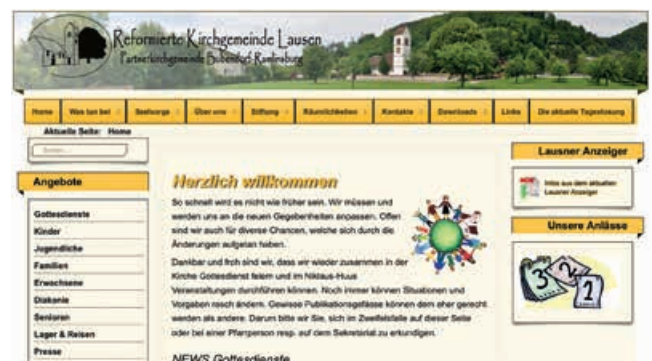 Reformierte Kirchgemeinde Lausen
Partnerkirchgemeinde Bubendorf-Ramlinsburg
Home Was tun bei Seelsorge Über uns Stiftung Räumlichkeiten Kontakte Downloads Links Die aktuelle Tageslosung
Aktuelle Seite: Home
Angebote
Gottesdienste
Kinder
Jugendliche
Familien
Erwachsene
Diakonie
Senioren
Lager & Reisen
Presse
Herzlich willkommen
So schnell wird es nicht wie früher sein. Wir müssen und
werden uns an die neuen Gegebenheiten anpassen. Offen
sind wir auch für diverse Chancen, welche sich durch die
Änderungen aufgetan haben.
Dankbar und froh sind wir, dass wir wieder zusammen in der
Kirche Gottesdienst feiern und im Niklaus-Huus
Veranstaltungen durchführen können. Noch immer können Situationen und
Vorgaben rasch ändern. Gewisse Publikationsgefässe können dem eher gerecht
werden als andere. Darum bitte wir Sie, sich im Zweifelsfalle auf dieser Seite
oder bei einer Pfarrperson resp. auf dem Sekretariat zu erkundigen.
NEWS Gottesdienste
Lausner Anzeiger
Infos aus dem aktuellen
Lausner Anzeiger
Unsere Anlässe
3 2 1